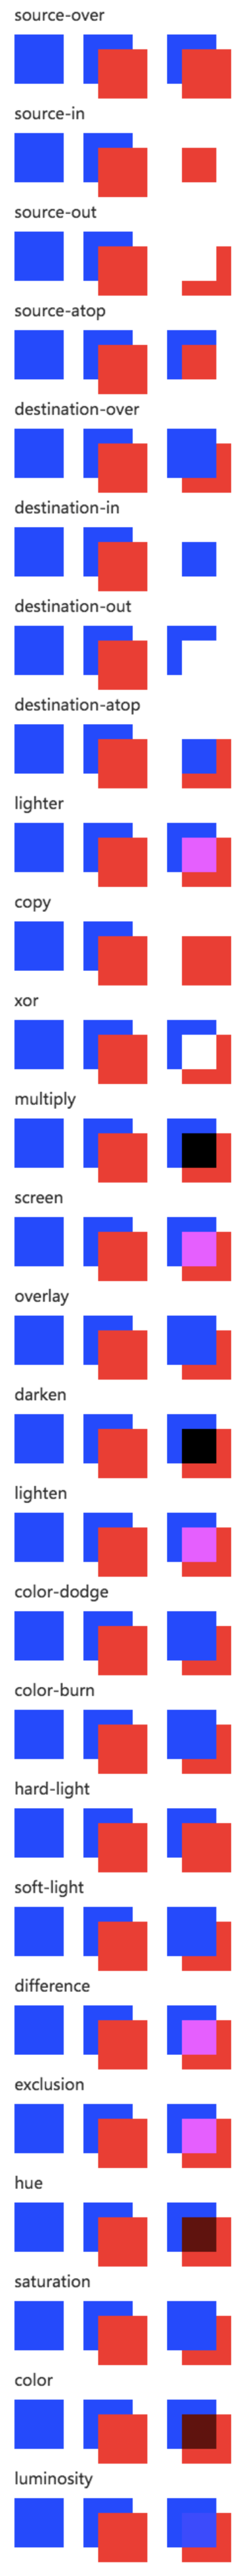 source-over
source-in
source-out
source-atop
destination-over
destination-in
destination-out
destination-atop
lighter
copy
xor
multiply
screen
overlay
darken
lighten
color-dodge
color-burn
hard-light
soft-light
difference
exclusion
hue
saturation
color
luminosity